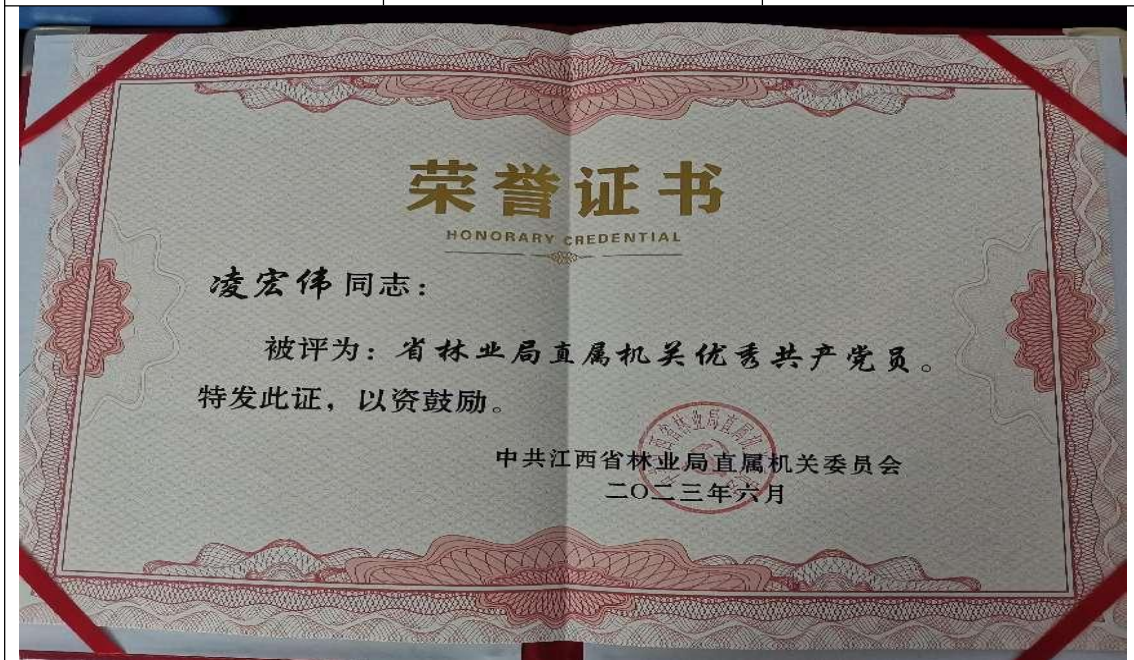 荣誉证书
HONORARY CREDENTIAL
凌宏伟同志：
被评为：省林业局直属机关优秀共产党员。
特发此证，以资鼓励。
中共江西省林业局直属机关委员会
二〇二三年六月